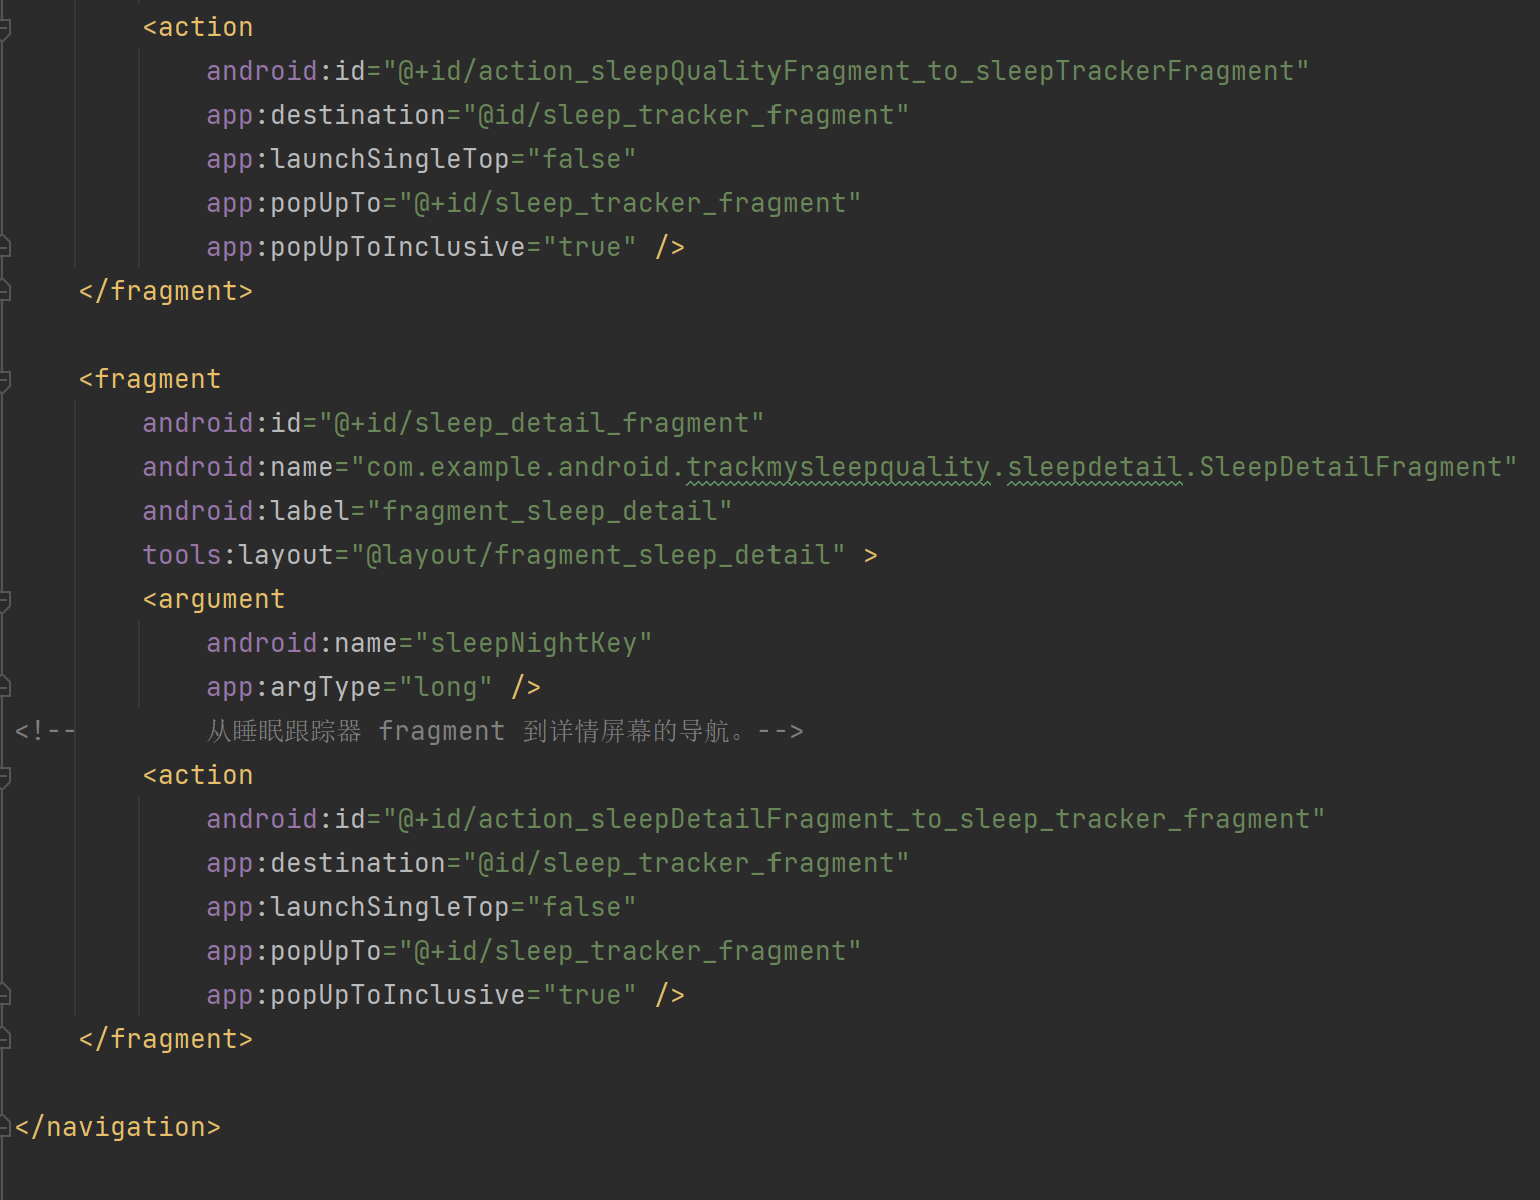 <action
android:id="@+id/action_sleepQualityFragment_to_sleepTrackerFragment"
app:destination="@id/sleep_tracker_fragment"
app:launchSingleTop="false"
app:popUpTo="@+id/sleep_tracker_fragment"
app:popUpToInclusive="true" />
</fragment>
<fragment
android:id="@+id/sleep_detail_fragment"
android:name="com.example.android.trackmysleepquality.sleepdetail.SleepDetailFragment"
android:label="fragment_sleep_detail"
tools:layout="@layout/fragment_sleep_detail" >
<argument
android:name="sleepNightKey"
app:argType="long" />
<!-- 从睡眠跟踪器 fragment 到详情屏幕的导航。-->
<action
android:id="@+id/action_sleepDetailFragment_to_sleep_tracker_fragment"
app:destination="@id/sleep_tracker_fragment"
app:launchSingleTop="false"
app:popUpTo="@+id/sleep_tracker_fragment"
app:popUpToInclusive="true" />
</fragment>
</navigation>